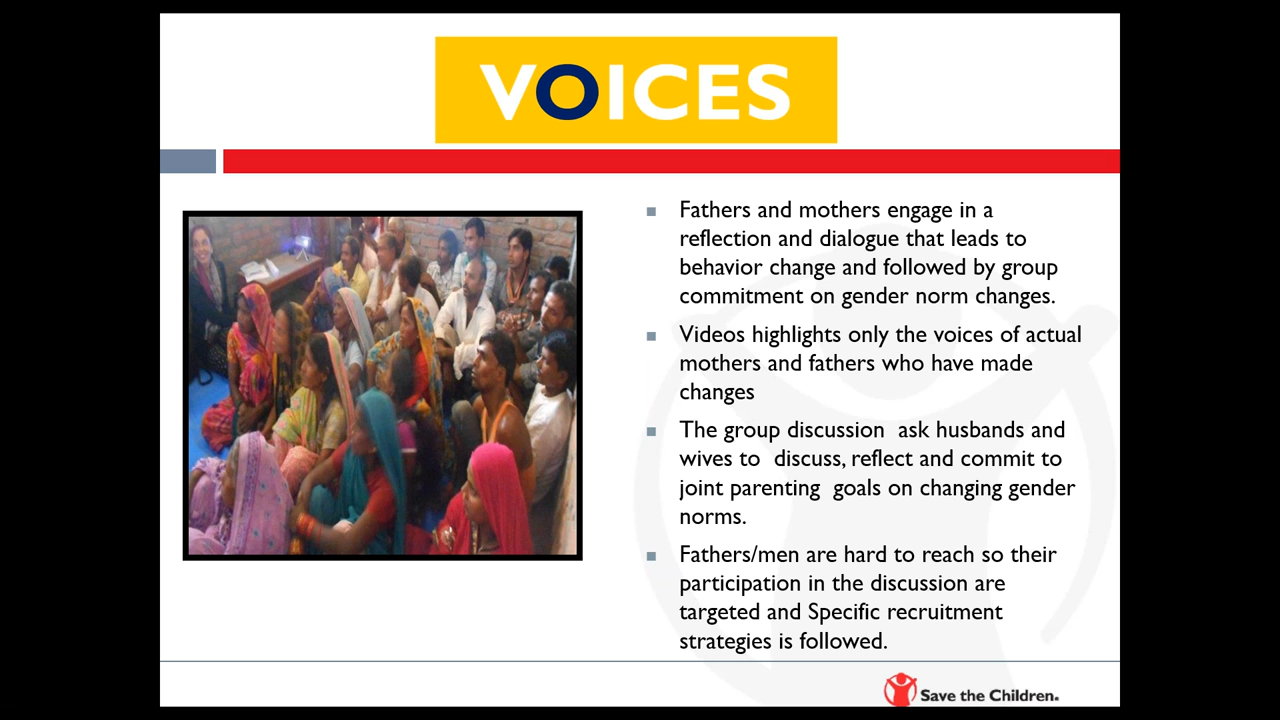 VOICES
Fathers and mothers engage in a
reflection and dialogue that leads to
behavior change and followed by group
commitment on gender norm changes.
Videos highlights only the voices of actual
mothers and fathers who have made
changes
The group discussion  ask husbands and
wives to  discuss, reflect and commit to
joint parenting  goals on changing gender
norms.
Fathers/men are hard to reach so their
participation in the discussion are
targeted and Specific recruitment
strategies is followed.
Save the Children.